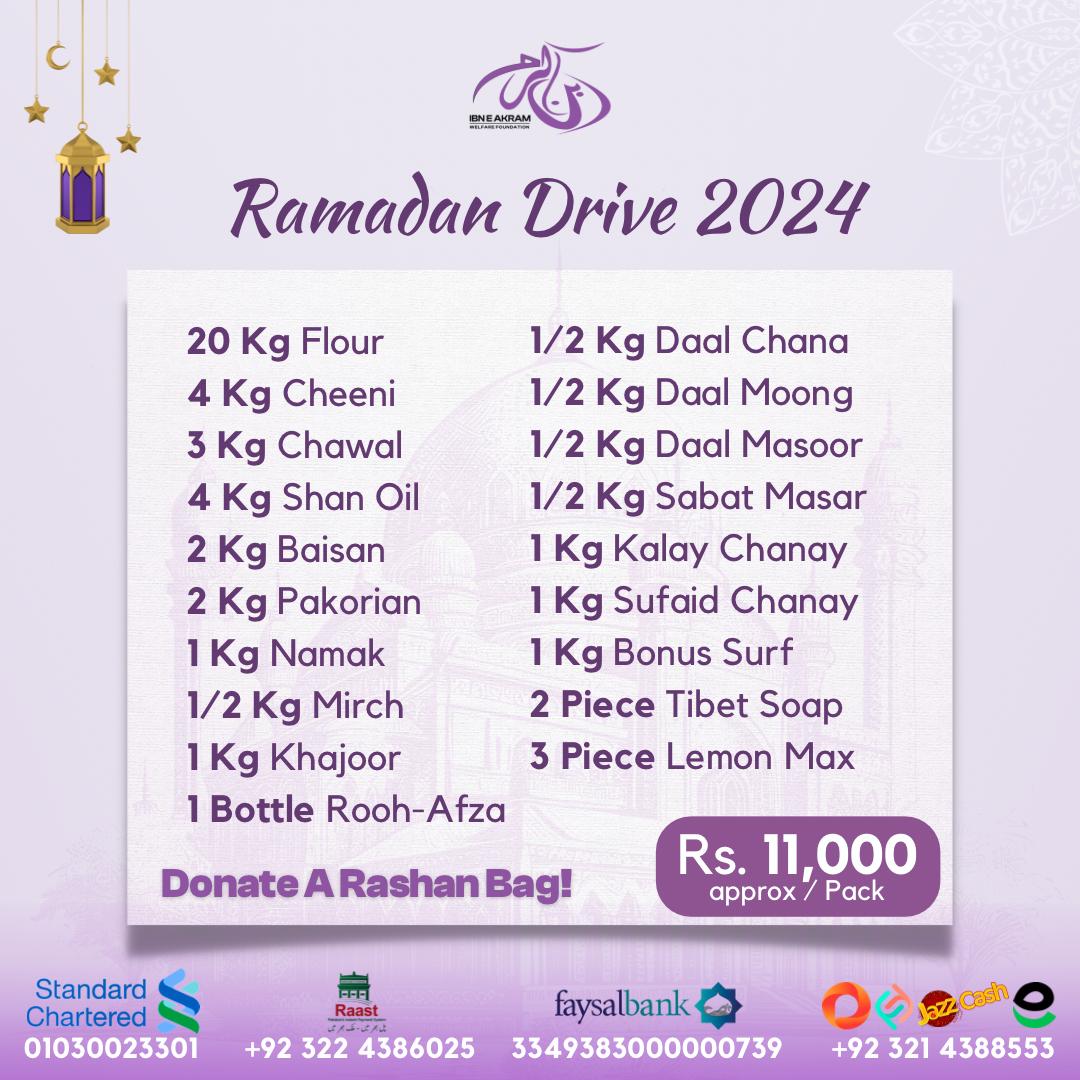 IBN E AKRAM
WELFARE FOUNDATION
Ramadan Drive 2024
20 Kg Flour
4 Kg Cheeni
3 Kg Chawal
4 Kg Shan Oil
2 Kg Baisan
2 Kg Pakorian
1 Kg Namak
1/2 Kg Mirch
1 Kg Khajoor
1 Bottle Rooh-Afza
1/2 Kg Daal Chana
1/2 Kg Daal Moong
1/2 Kg Daal Masoor
1/2 Kg Sabat Masar
1 Kg Kalay Chanay
1 Kg Sufaid Chanay
1 Kg Bonus Surf
2 Piece Tibet Soap
3 Piece Lemon Max
Donate A Rashan Bag!
Rs. 11,000
approx / Pack
Standard
Chartered
01030023301
Raast
+92 322 4386025
faysalbank
3349383000000739
Jazz Cash
+92 321 4388553